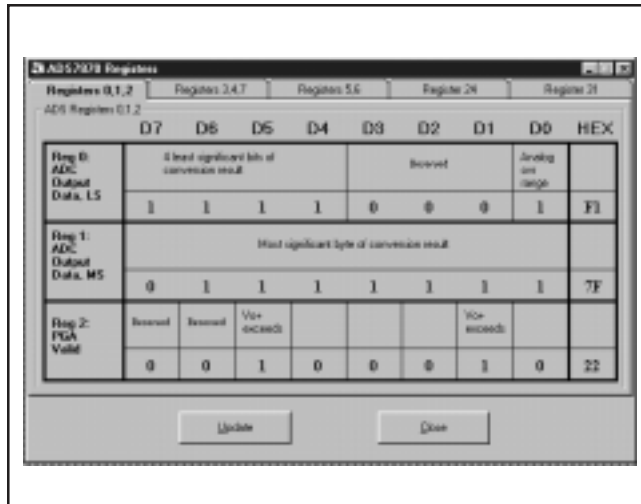 ADS7870 Registers
Registers 0,1,2 Registers 3,4,7 Registers 5,6 Register 24 Register 31
ADS Registers 0,1,2
D7 D6 D5 D4 D3 D2 D1 D0 HEX
Reg 0:
ADC
Output
Data, LS
4 least significant bits of
conversion result
Reserved
Analog
range
1 1 1 1 0 0 0 1 F1
Reg 1:
ADC
Output
Data, MS
Most significant byte of conversion result
0 1 1 1 1 1 1 1 7F
Reg 2:
PGA
Valid
Reserved Reserved
exceeds
exceeds
0 0 1 0 0 0 1 0 22
Update Close